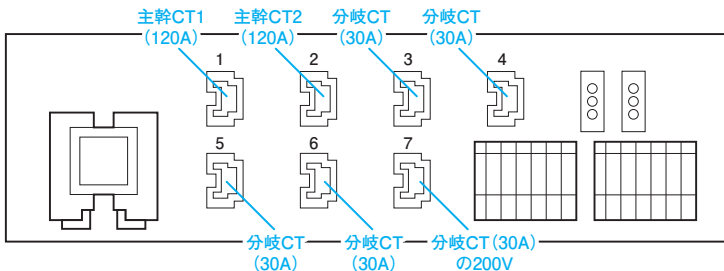 主幹CT1 主幹CT2 分岐CT 分岐CT
(120A) (120A) (30A) (30A)
1 2 3 4
5 6 7
分岐CT 分岐CT 分岐CT(30A)
(30A) (30A) の200V